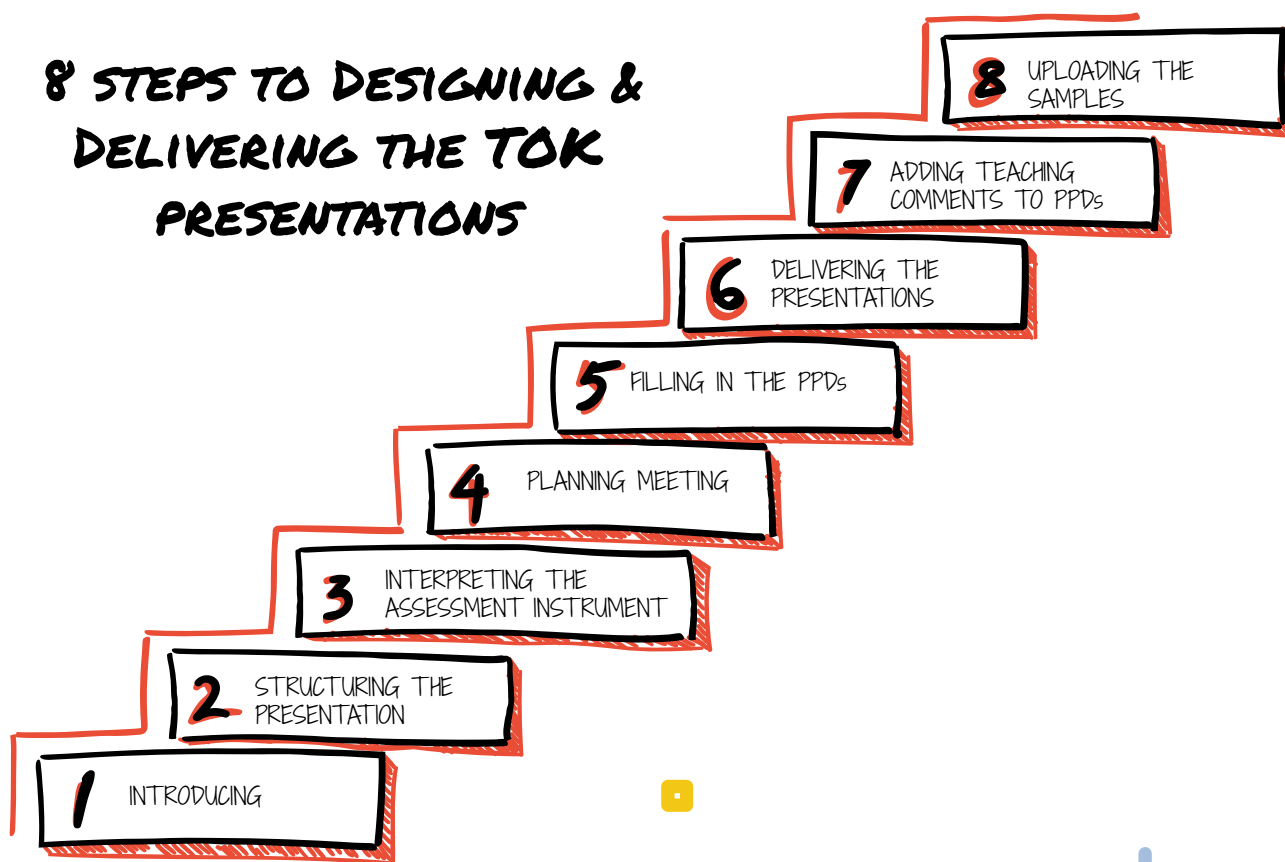 8 STEPS TO DESIGNING &
DELIVERING THE TOK
PRESENTATIONS
8 UPLOADING THE
SAMPLES
7 ADDING TEACHING
COMMENTS TO PPDs
6 DELIVERING THE
PRESENTATIONS
5 FILLING IN THE PPDs
4 PLANNING MEETING
3 INTERPRETING THE
ASSESSMENT INSTRUMENT
2 STRUCTURING THE
PRESENTATION
1 INTRODUCING